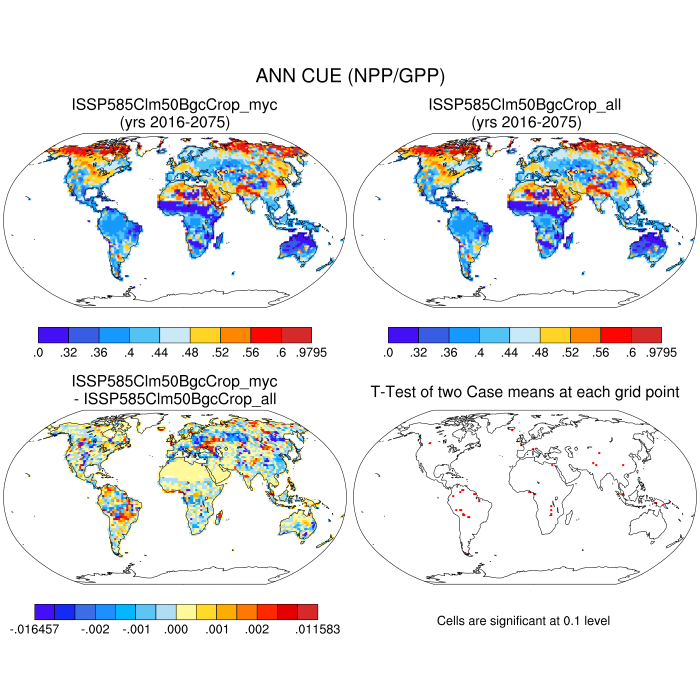 ANN CUE (NPP/GPP)
ISSP585Clm50BgcCrop_myc
(yrs 2016-2075)
ISSP585Clm50BgcCrop_all
(yrs 2016-2075)
.0 .32 .36 .4 .44 .48 .52 .56 .6 .9795
.0 .32 .36 .4 .44 .48 .52 .56 .6 .9795
ISSP585Clm50BgcCrop_myc
- ISSP585Clm50BgcCrop_all
T-Test of two Case means at each grid point
-.016457 -.002 -.001 .000 .001 .002 .011583
Cells are significant at 0.1 level